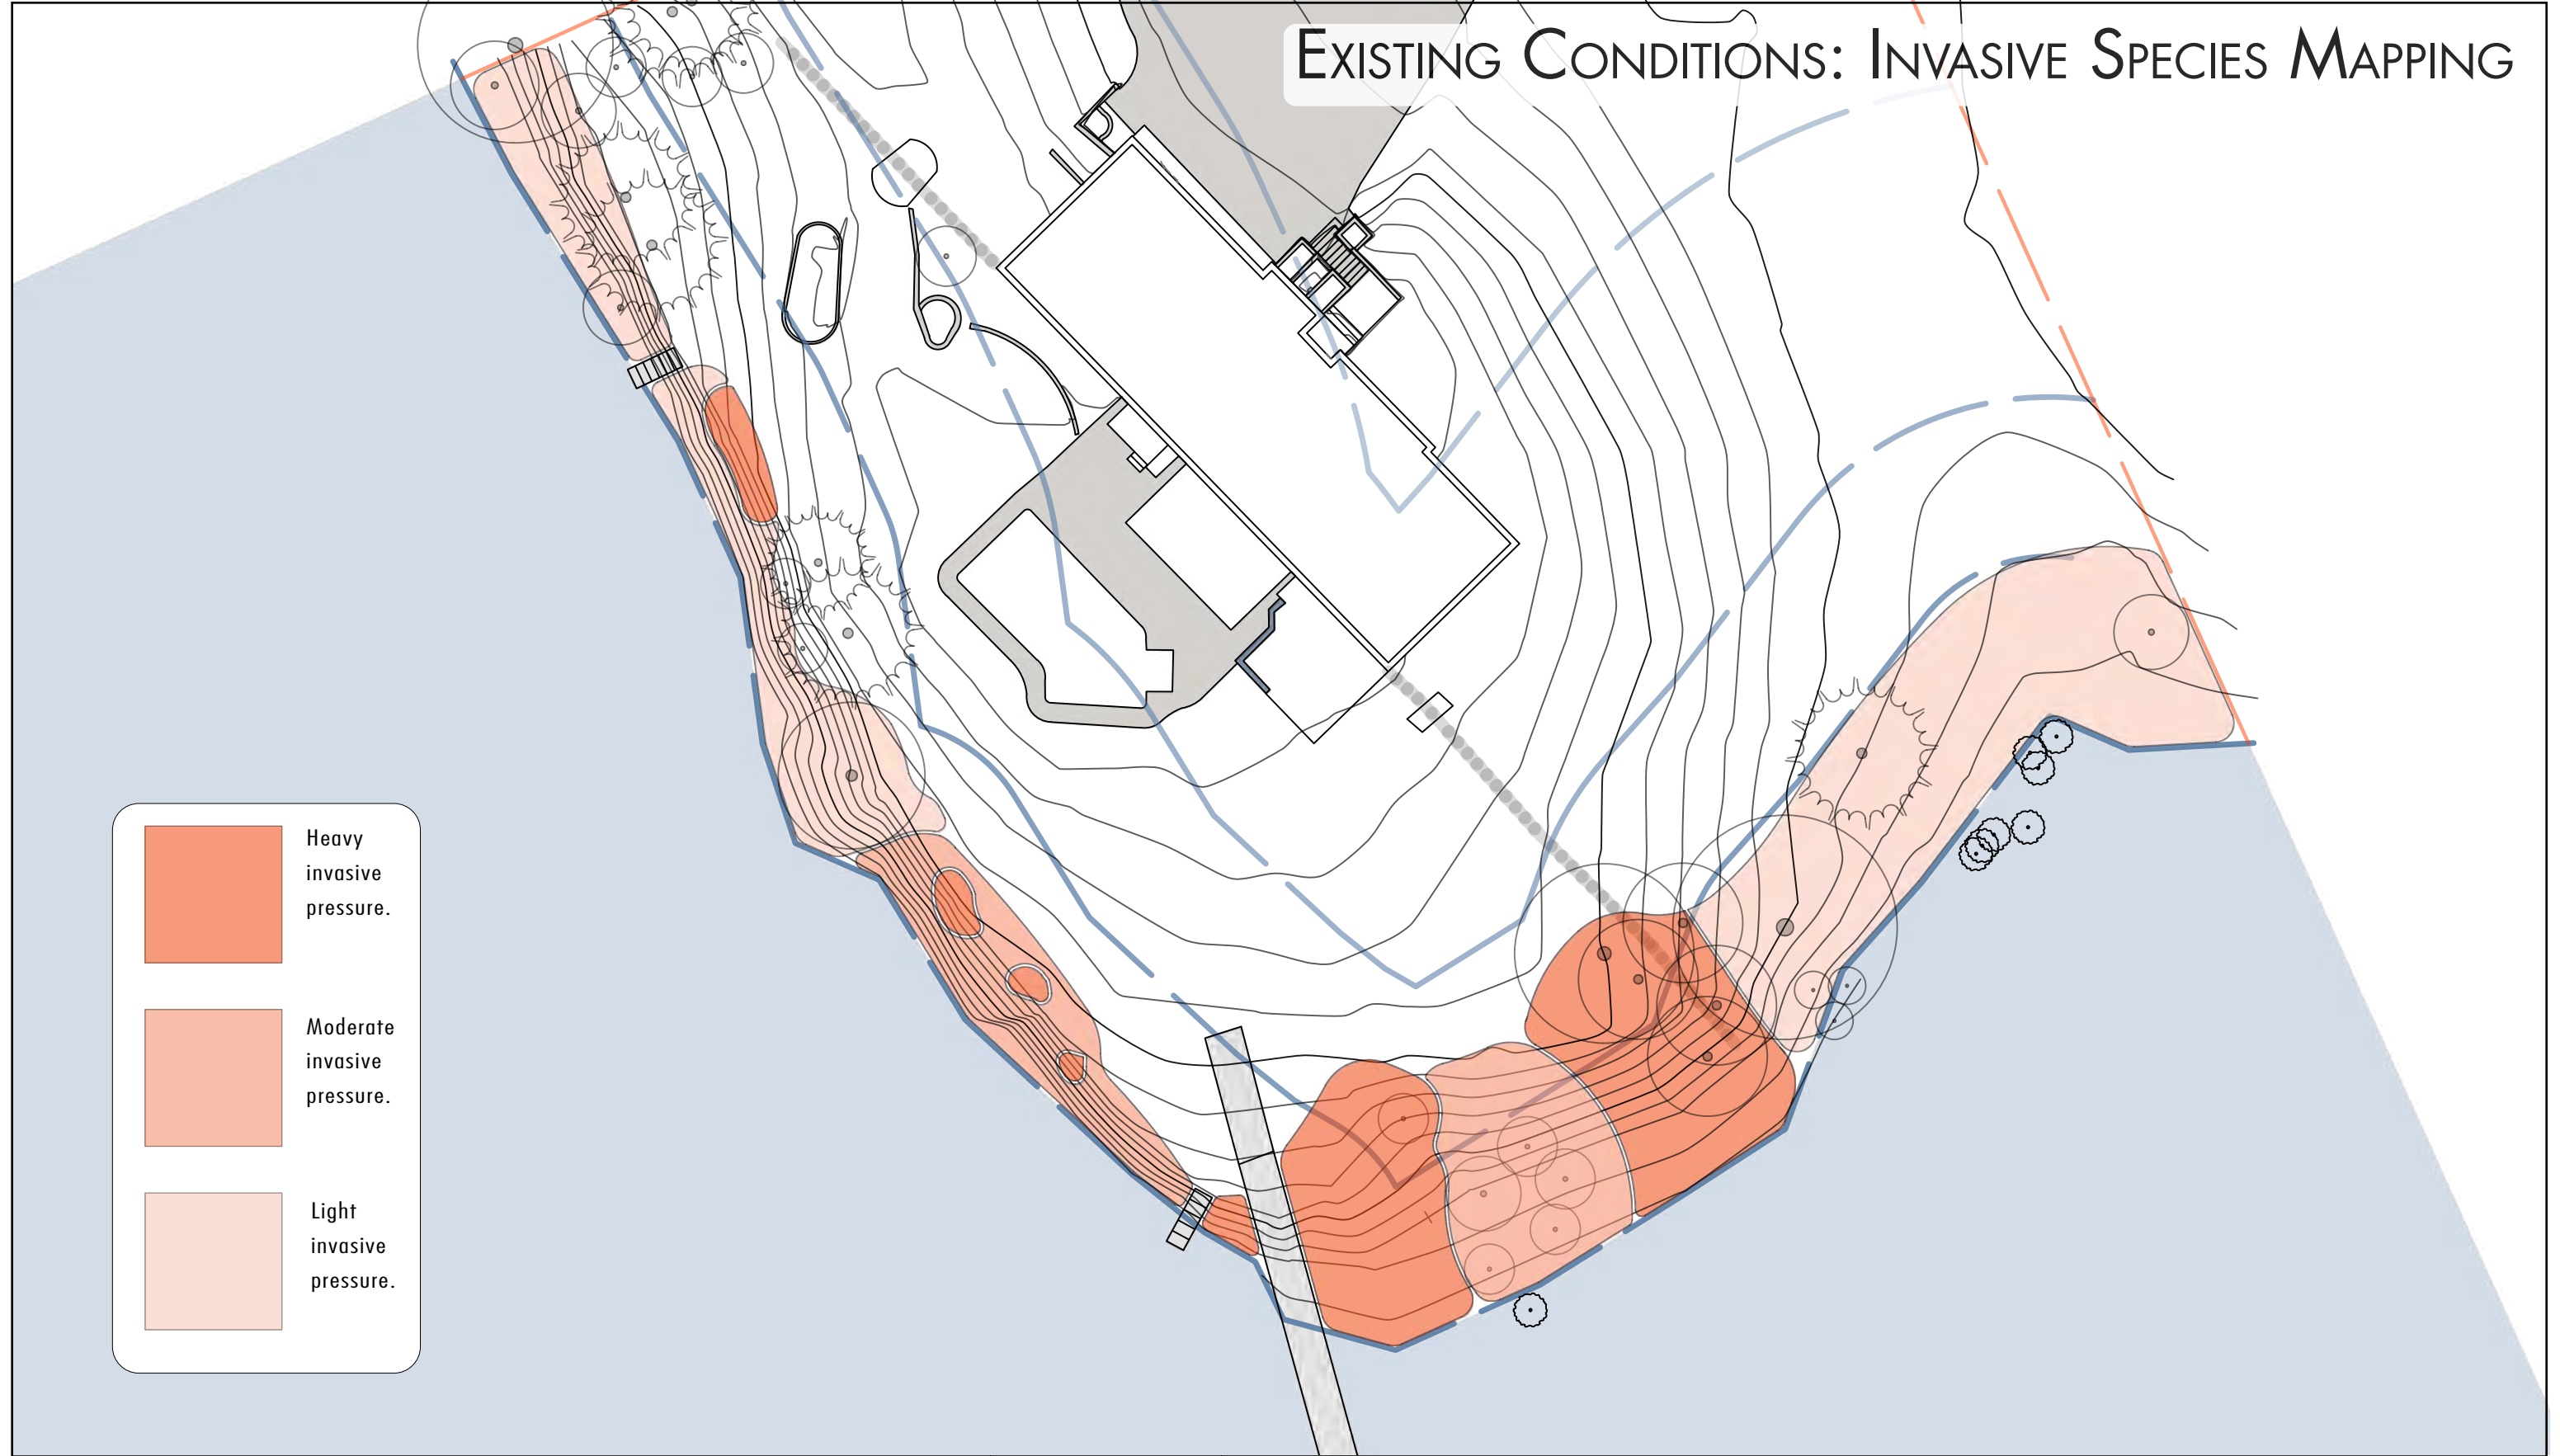 Existing Conditions: Invasive Species Mapping
Heavy
invasive
pressure.
Moderate
invasive
pressure.
Light
invasive
pressure.